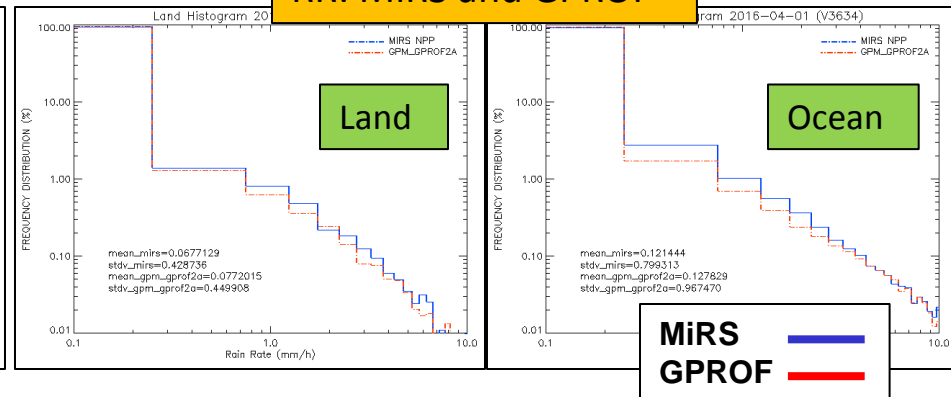 RR: MiRS and GPROF
Land Histogram 20
100.00
10.00
1.00
0.10
0.01
FREQUENCY DISTRIBUTION (%)
MIRS NPP
GPM_GPROF2A
Land
mean_mirs=0.0677129
stdv_mirs=0.428736
mean_gpm_gprof2a=0.0772015
stdv_gpm_gprof2a=0.449908
0.1
1.0
10.0
Rain Rate (mm/h)
gram 2016-04-01 (V3634)
100.00
10.00
1.00
0.10
0.01
FREQUENCY DISTRIBUTION (%)
MIRS NPP
GPM_GPROF2A
Ocean
mean_mirs=0.121444
stdv_mirs=0.799313
mean_gpm_gprof2a=0.127829
stdv_gpm_gprof2a=0.967470
0.1
10.0
MiRS
GPROF